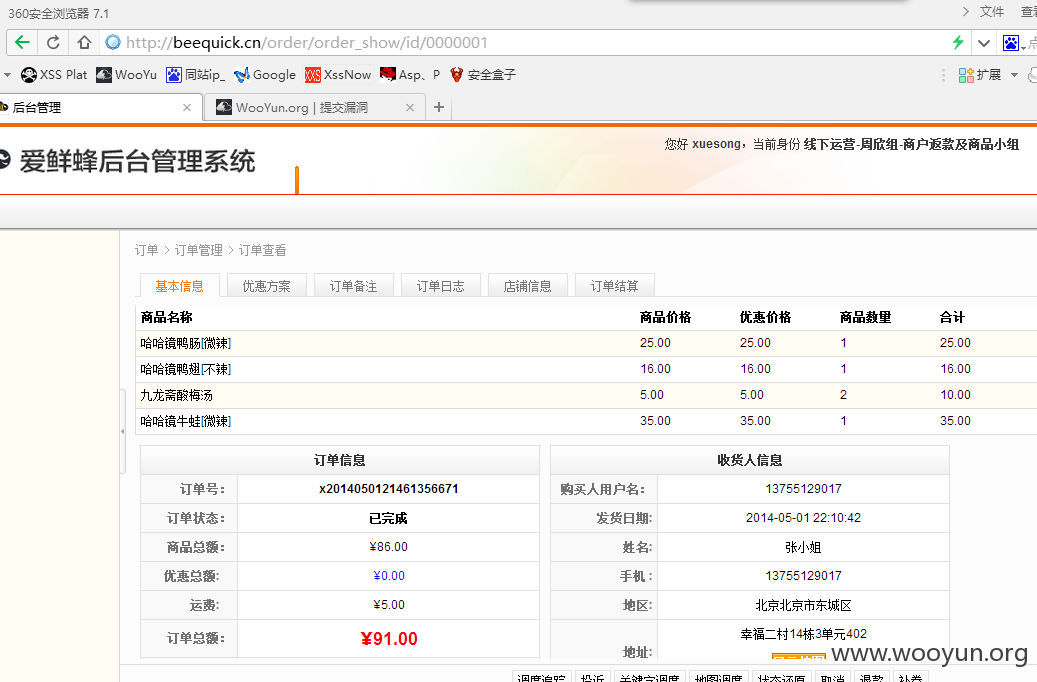 360安全浏览器 7.1
文件 查看
http://beequick.cn/order/order_show/id/0000001
XSS Plat WooYu 同站ip_ Google XssNow Asp、P 安全盒子 扩展
后台管理 WooYun.org | 提交漏洞
您好 xuesong，当前身份 线下运营-周欣组-商户返款及商品小组
爱鲜蜂后台管理系统
订单 > 订单管理 > 订单查看
基本信息 优惠方案 订单备注 订单日志 店铺信息 订单结算
商品名称 商品价格 优惠价格 商品数量 合计
哈哈镜鸭肠[微辣] 25.00 25.00 1 25.00
哈哈镜鸭翅[不辣] 16.00 16.00 1 16.00
九龙斋酸梅汤 5.00 5.00 2 10.00
哈哈镜牛蛙[微辣] 35.00 35.00 1 35.00
订单信息 收货人信息
订单号： x2014050121461356671 购买人用户名： 13755129017
订单状态： 已完成 发货日期: 2014-05-01 22:10:42
商品总额： ¥86.00 姓名: 张小姐
优惠总额: ¥0.00 手机 : 13755129017
运费: ¥5.00 地区: 北京北京市东城区
订单总额: ¥91.00 地址: 幸福二村14栋3单元402
www.wooyun.org
调度追踪 投诉 关键字调度 地图调度 状态还原 取消 退款 补券